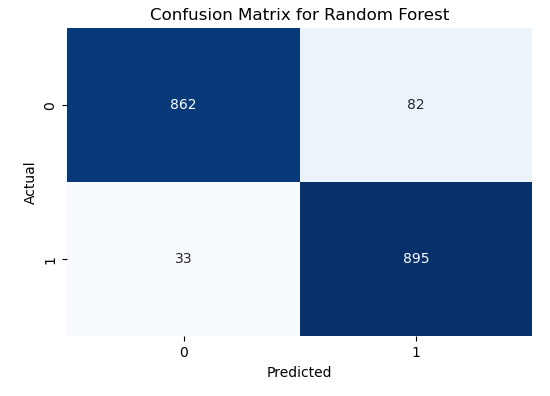 Confusion Matrix for Random Forest
0
862
82
Actual
1
33
895
0
1
Predicted